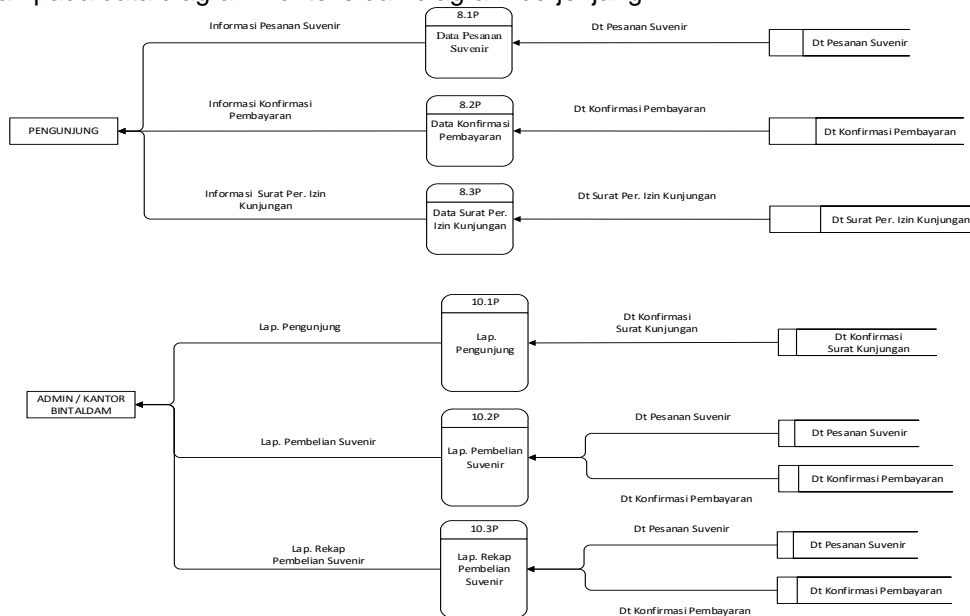 8.1P
Informasi Pesanan Suvenir
Data Pesanan
Suvenir
Dt Pesanan Suvenir
Dt Pesanan Suvenir
8.2P
Informasi Konfirmasi
Pembayaran
Data Konfirmasi
Pembayaran
Dt Konfirmasi Pembayaran
Dt Konfirmasi Pembayaran
PENGUNJUNG
8.3P
Informasi Surat Per. Izin
Kunjungan
Data Surat Per.
Izin Kunjungan
Dt Surat Per. Izin Kunjungan
Dt Surat Per. Izin Kunjungan
10.1P
Lap. Pengunjung
Lap.
Pengunjung
Dt Konfirmasi
Surat Kunjungan
Dt Konfirmasi
Surat Kunjungan
ADMIN / KANTOR
BINTALDAM
10.2P
Lap. Pembelian Suvenir
Lap. Pembelian
Suvenir
Dt Pesanan Suvenir
Dt Pesanan Suvenir
Dt Konfirmasi Pembayaran
Dt Konfirmasi Pembayaran
10.3P
Lap. Rekap
Pembelian Suvenir
Lap. Rekap
Pembelian
Suvenir
Dt Pesanan Suvenir
Dt Pesanan Suvenir
Dt Konfirmasi Pembayaran
Dt Konfirmasi Pembayaran